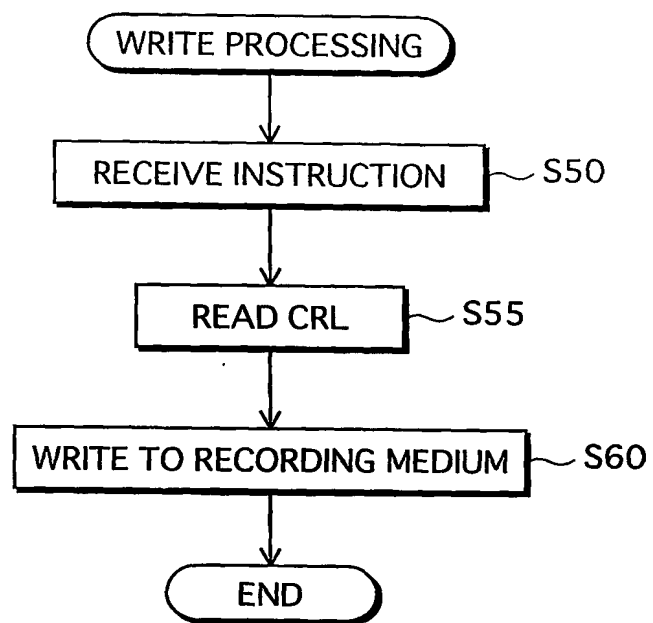 WRITE PROCESSING
RECEIVE INSTRUCTION S50
READ CRL S55
WRITE TO RECORDING MEDIUM S60
END